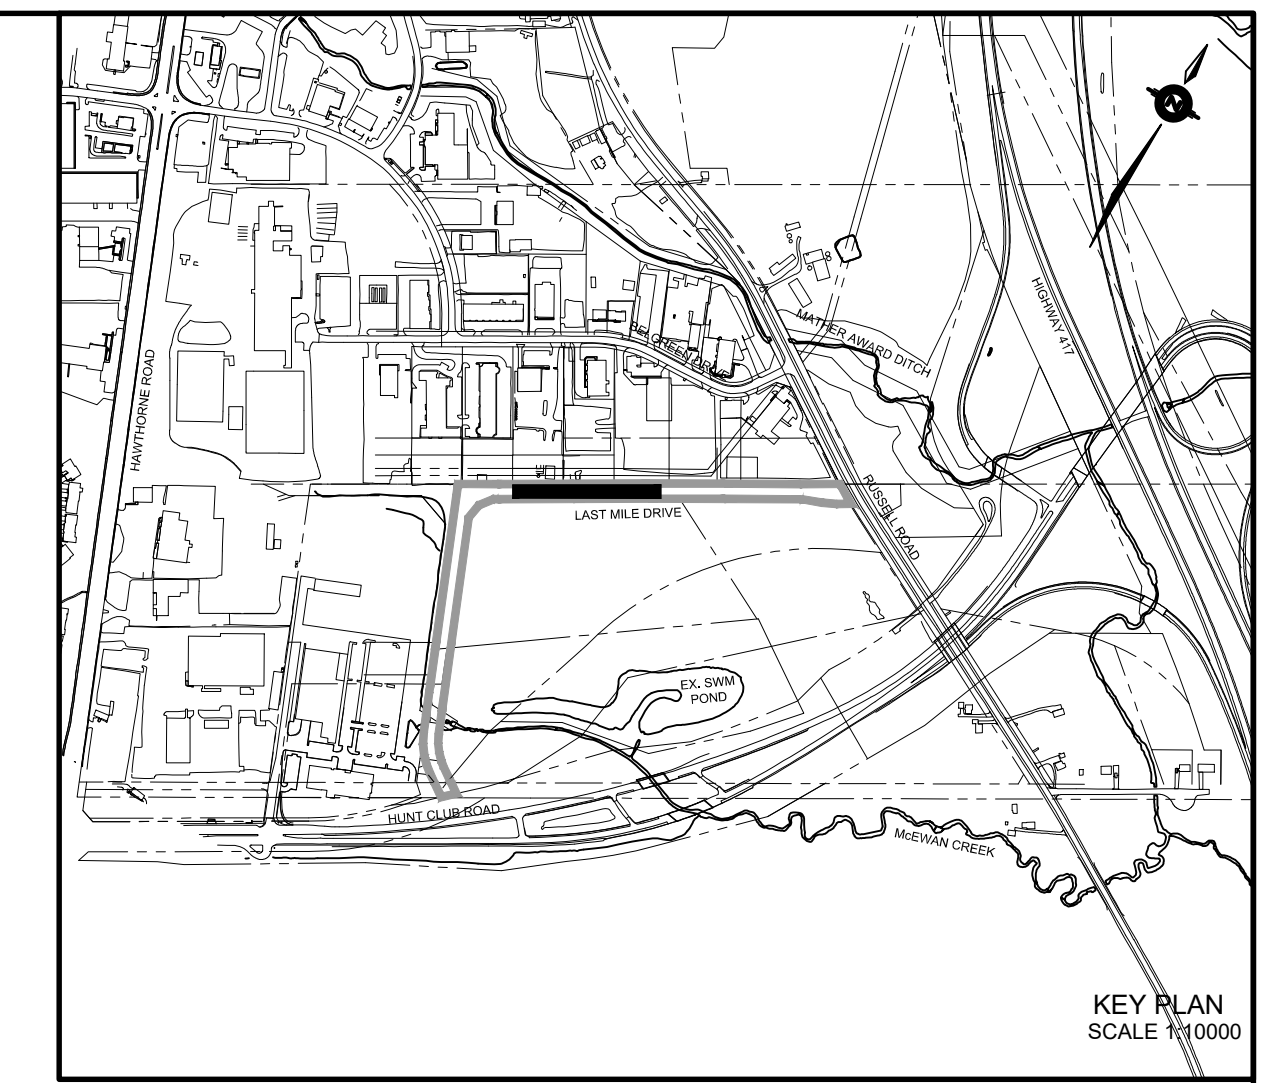 N
HIGHWAY 417
MATHER AWARD DITCH
BELGREEN DRIVE
HAWTHORNE ROAD
RUSSELL ROAD
LAST MILE DRIVE
EX. SWM
POND
HUNT CLUB ROAD
McEWAN CREEK
KEY PLAN
SCALE 1:10000